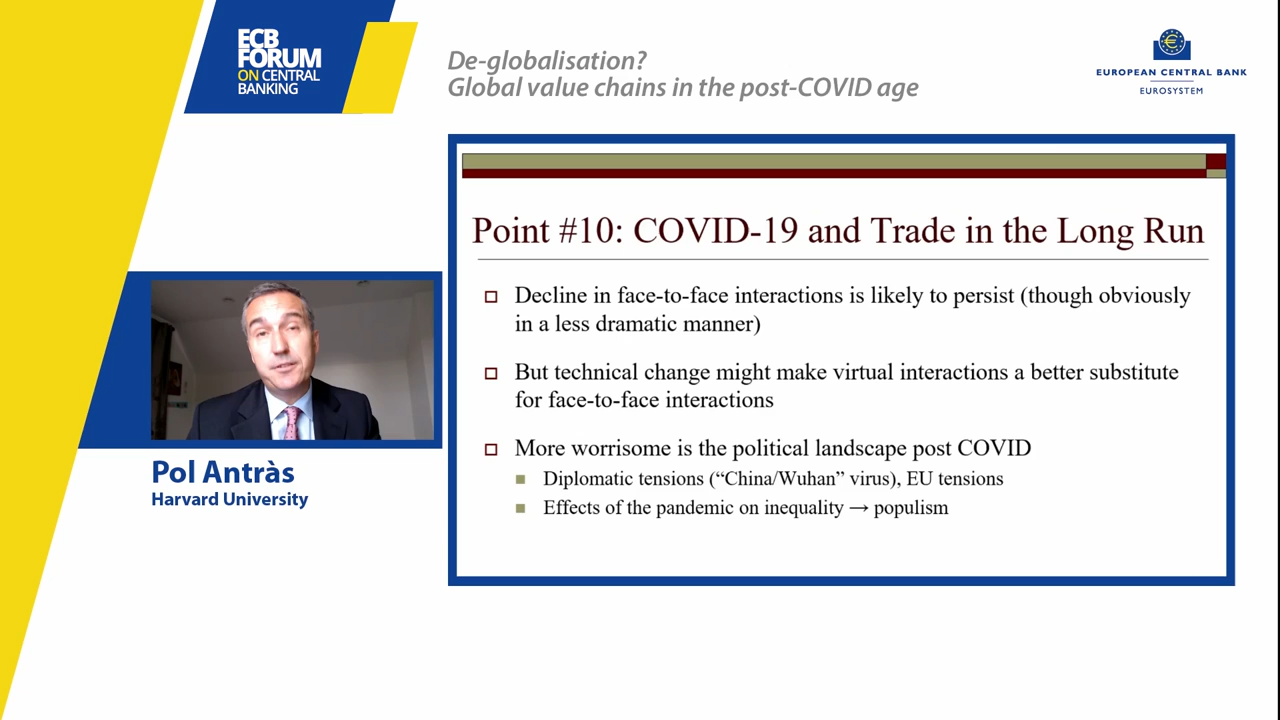 ECB
FORUM
ON CENTRAL
BANKING
De-globalisation?
Global value chains in the post-COVID age
EUROPEAN CENTRAL BANK
EUROSYSTEM
Point #10: COVID-19 and Trade in the Long Run
Decline in face-to-face interactions is likely to persist (though obviously
in a less dramatic manner)
But technical change might make virtual interactions a better substitute
for face-to-face interactions
More worrisome is the political landscape post COVID
Diplomatic tensions (“China/Wuhan” virus), EU tensions
Effects of the pandemic on inequality → populism
Pol Antràs
Harvard University